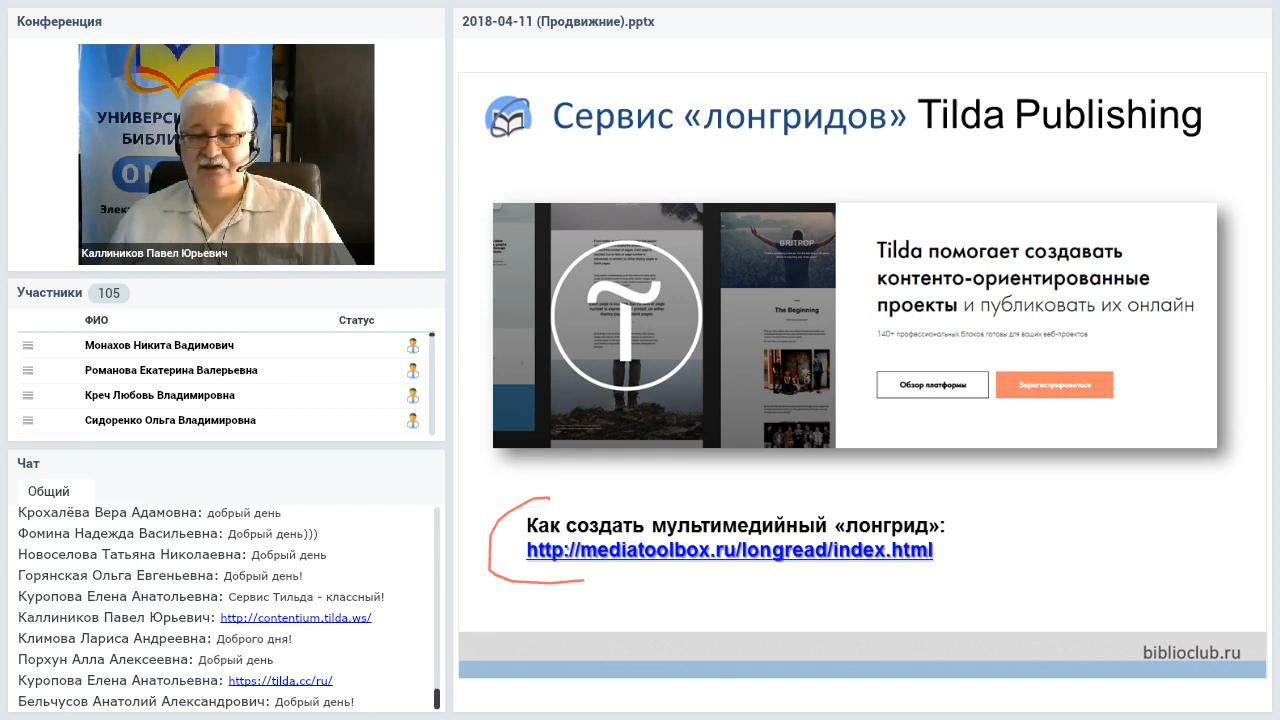 Конференция
УНИВЕРС
БИБЛИ
Каллиников Павел Юрьевич
Участники 105
ФИО Статус
Монахов Никита Вадимович
Романова Екатерина Валерьевна
Креч Любовь Владимировна
Сидоренко Ольга Владимировна
Чат
Общий
Крохалёва Вера Адамовна: добрый день
Фомина Надежда Васильевна: Добрый день)))
Новоселова Татьяна Николаевна: Добрый день
Горянская Ольга Евгеньевна: Добрый день!
Куропова Елена Анатольевна: Сервис Тильда - классный!
Каллиников Павел Юрьевич: http://contentium.tilda.ws/
Климова Лариса Андреевна: Доброго дня!
Порхун Алла Алексеевна: Добрый день
Куропова Елена Анатольевна: https://tilda.cc/ru/
Бельчусов Анатолий Александрович: Добрый день!
2018-04-11 (Продвижние).pptx
Сервис «лонгридов» Tilda Publishing
BRITPOP
The Beginning
Tilda помогает создавать
контенто-ориентированные
проекты и публиковать их онлайн
140+ профессиональных блоков готовы для ваших веб-проектов
Обзор платформы Зарегистрироваться
Как создать мультимедийный «лонгрид»:
http://mediatoolbox.ru/longread/index.html
biblioclub.ru